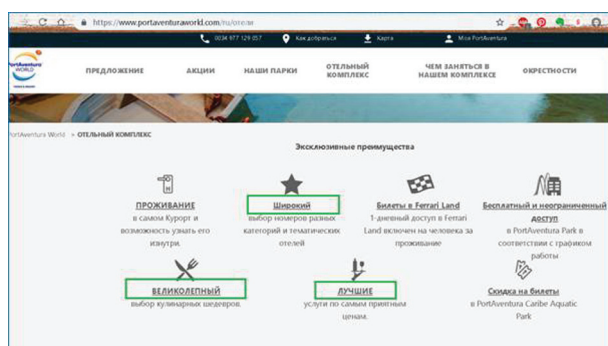 https://www.portaventuraworld.com/ru/отели
0034 977 129 057 Как добраться Карта Моя PortAventura
PortAventura
WORLD
ПРЕДЛОЖЕНИЕ АКЦИИ НАШИ ПАРКИ ОТЕЛЬНЫЙ КОМПЛЕКС ЧЕМ ЗАНЯТЬСЯ В НАШЕМ КОМПЛЕКСЕ ОКРЕСТНОСТИ
PortAventura World > ОТЕЛЬНЫЙ КОМПЛЕКС
Эксклюзивные преимущества
ПРОЖИВАНИЕ
в самом Курорт и
возможность узнать его
изнутри.
Широкий
выбор номеров разных
категорий и тематических
отелей
Билеты в Ferrari Land
1-дневный доступ в Ferrari
Land включен на человека за
проживание
Бесплатный и неограниченный
доступ
в PortAventura Park в
соответствии с графиком
работы
ВЕЛИКОЛЕПНЫЙ
выбор кулинарных шедевров.
ЛУЧШИЕ
услуги по самым приятным
ценам.
Скидка на билеты
в PortAventura Caribe Aquatic
Park